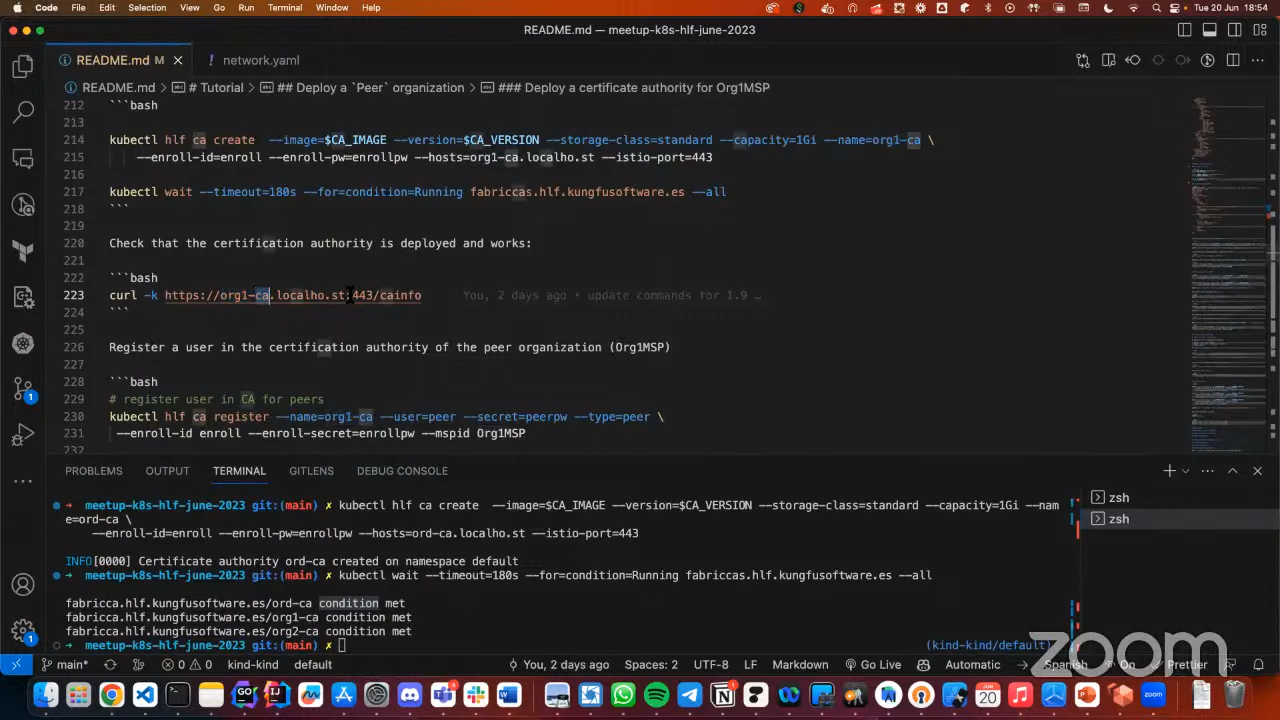 Code File Edit Selection View Go Run Terminal Window Help Tue 20 Jun 18:54
README.md — meetup-k8s-hlf-june-2023
README.md M × ! network.yaml
README.md > # Tutorial > ## Deploy a `Peer` organization > ### Deploy a certificate authority for Org1MSP
212 ```bash
213
214 kubectl hlf ca create --image=$CA_IMAGE --version=$CA_VERSION --storage-class=standard --capacity=1Gi --name=org1-ca \
215 --enroll-id=enroll --enroll-pw=enrollpw --hosts=org1-ca.localho.st --istio-port=443
216
217 kubectl wait --timeout=180s --for=condition=Running fabriccas.hlf.kungfusoftware.es --all
218 ```
219
220 Check that the certification authority is deployed and works:
221
222 ```bash
223 curl -k https://org1-ca.localho.st:443/cainfo You, 2 days ago • update commands for 1.9 …
224 ```
225
226 Register a user in the certification authority of the peer organization (Org1MSP)
227
228 ```bash
229 # register user in CA for peers
230 kubectl hlf ca register --name=org1-ca --user=peer --secret=peerpw --type=peer \
231 --enroll-id enroll --enroll-secret=enrollpw --mspid Org1MSP
232
PROBLEMS OUTPUT TERMINAL GITLENS DEBUG CONSOLE
meetup-k8s-hlf-june-2023 git:(main) ✗ kubectl hlf ca create --image=$CA_IMAGE --version=$CA_VERSION --storage-class=standard --capacity=1Gi --nam
e=ord-ca \
--enroll-id=enroll --enroll-pw=enrollpw --hosts=ord-ca.localho.st --istio-port=443
INFO[0000] Certificate authority ord-ca created on namespace default
meetup-k8s-hlf-june-2023 git:(main) ✗ kubectl wait --timeout=180s --for=condition=Running fabriccas.hlf.kungfusoftware.es --all
fabricca.hlf.kungfusoftware.es/ord-ca condition met
fabricca.hlf.kungfusoftware.es/org1-ca condition met
fabricca.hlf.kungfusoftware.es/org2-ca condition met
meetup-k8s-hlf-june-2023 git:(main) ✗ (kind-kind/default)
zsh
zsh
main* 0 0 kind-kind default You, 2 days ago Spaces: 2 UTF-8 LF Markdown Go Live Automatic → Spanish On Prettier
zoom